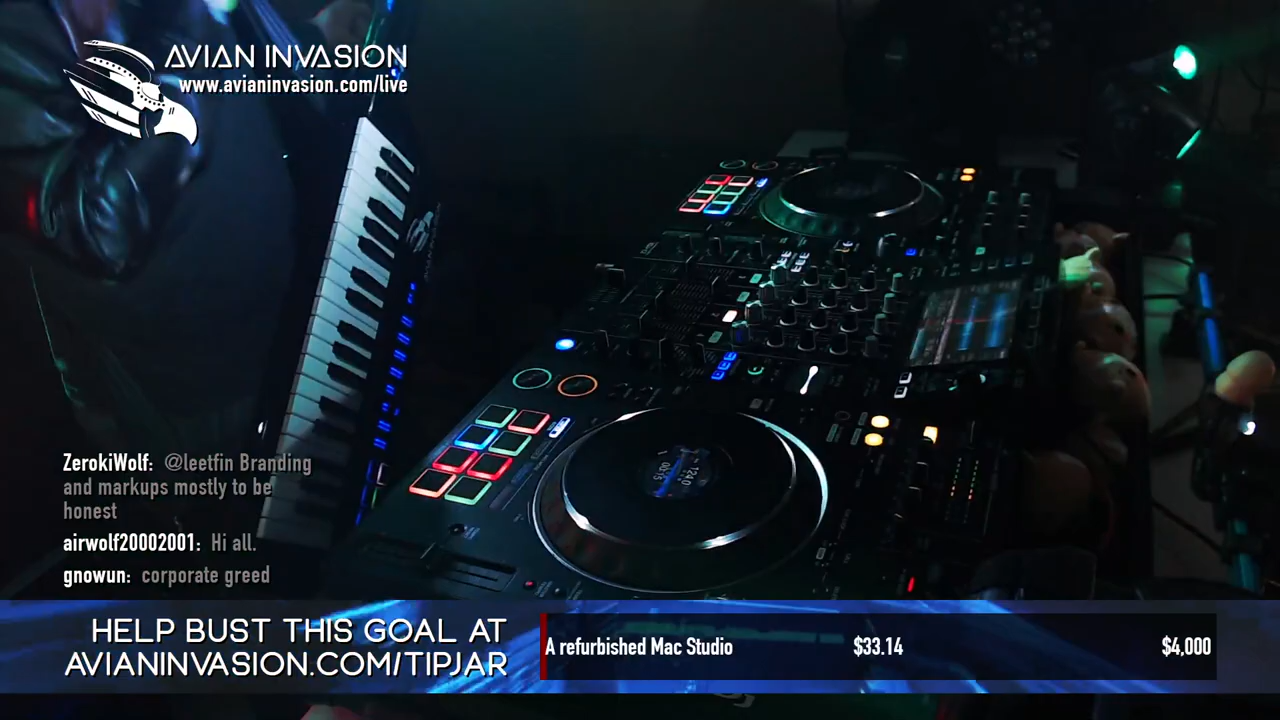 AVIAN INVASION
www.avianinvasion.com/live
ZerokiWolf: @leetfin Branding
and markups mostly to be
honest
airwolf20002001: Hi all.
gnowun: corporate greed
HELP BUST THIS GOAL AT
AVIANINVASION.COM/TIPJAR
A refurbished Mac Studio $33.14 $4,000